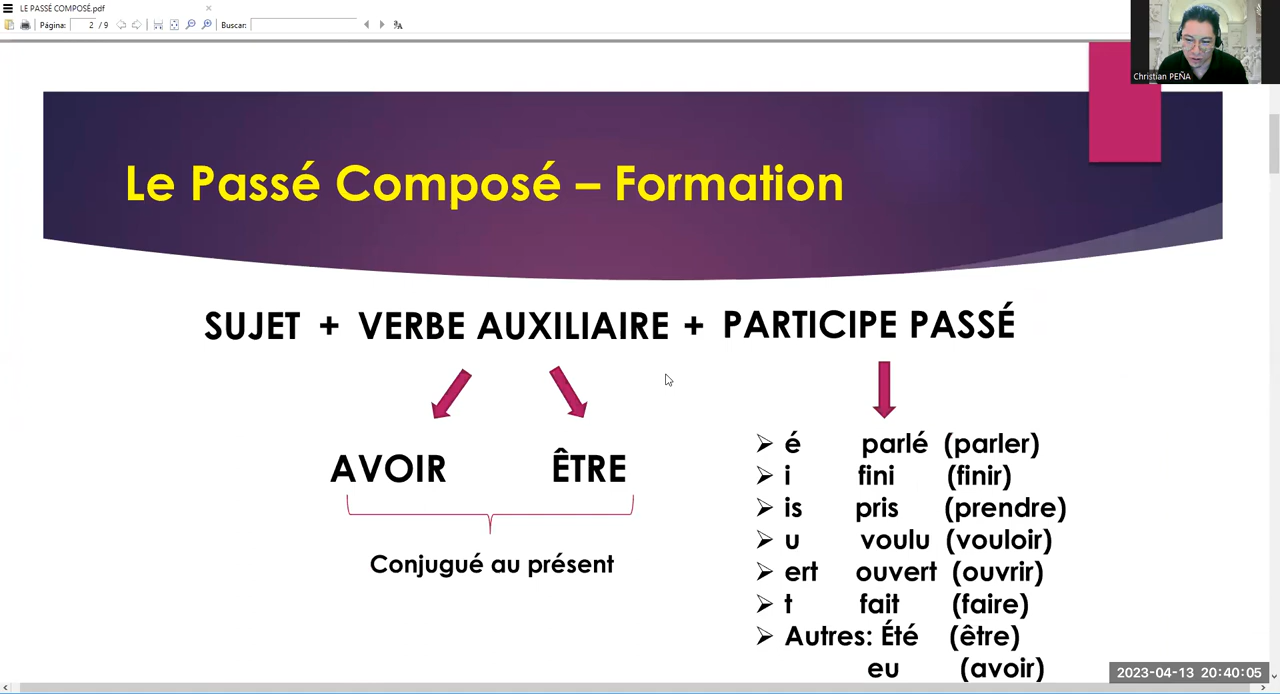 LE PASSÉ COMPOSÉ.pdf
Página: 2 / 9 Buscar:
Christian PEÑA
Le Passé Composé – Formation
SUJET + VERBE AUXILIAIRE + PARTICIPE PASSÉ
AVOIR ÊTRE
Conjugué au présent
é parlé (parler)
i fini (finir)
is pris (prendre)
u voulu (vouloir)
ert ouvert (ouvrir)
t fait (faire)
Autres: Été (être)
eu (avoir)
2023-04-13 20:40:05